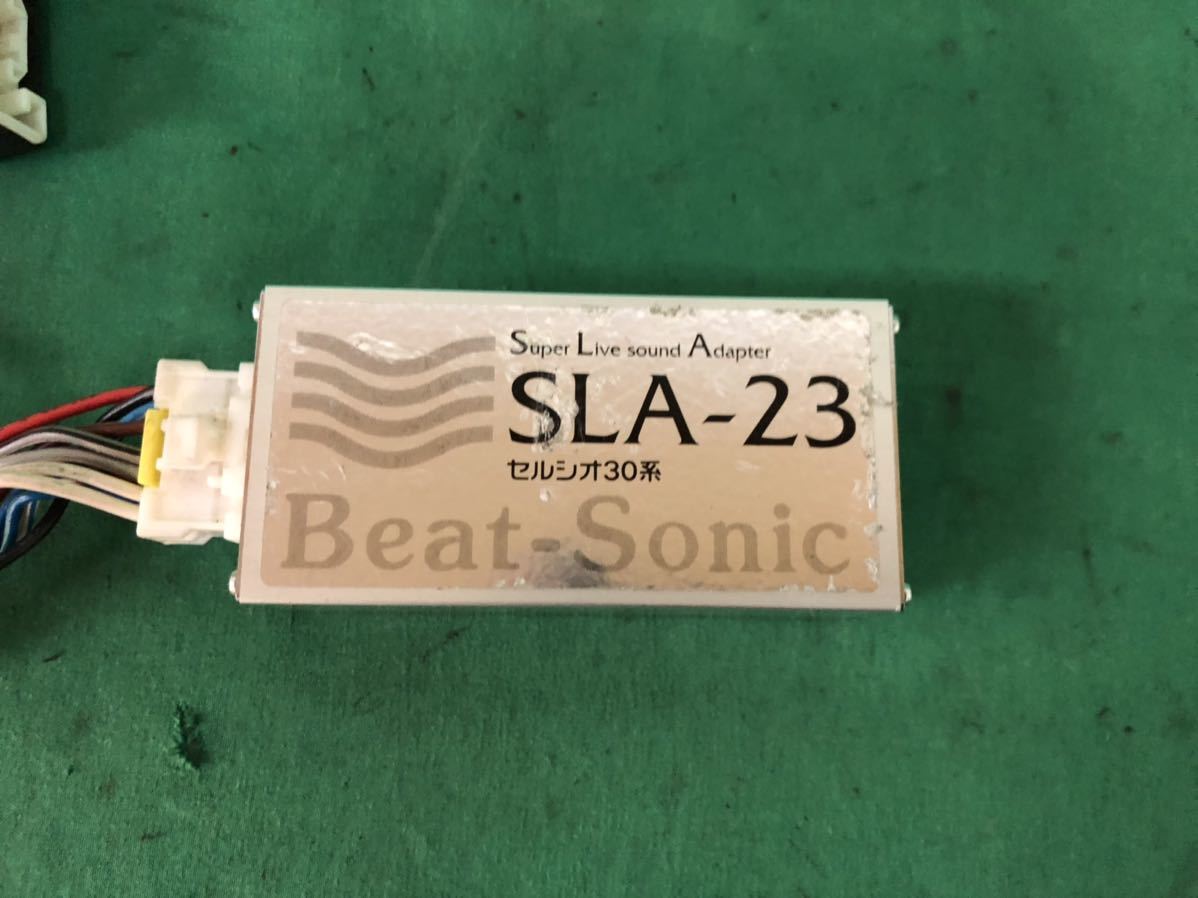 Super Live sound Adapter
SLA-23
セルシオ30系
Beat-Sonic